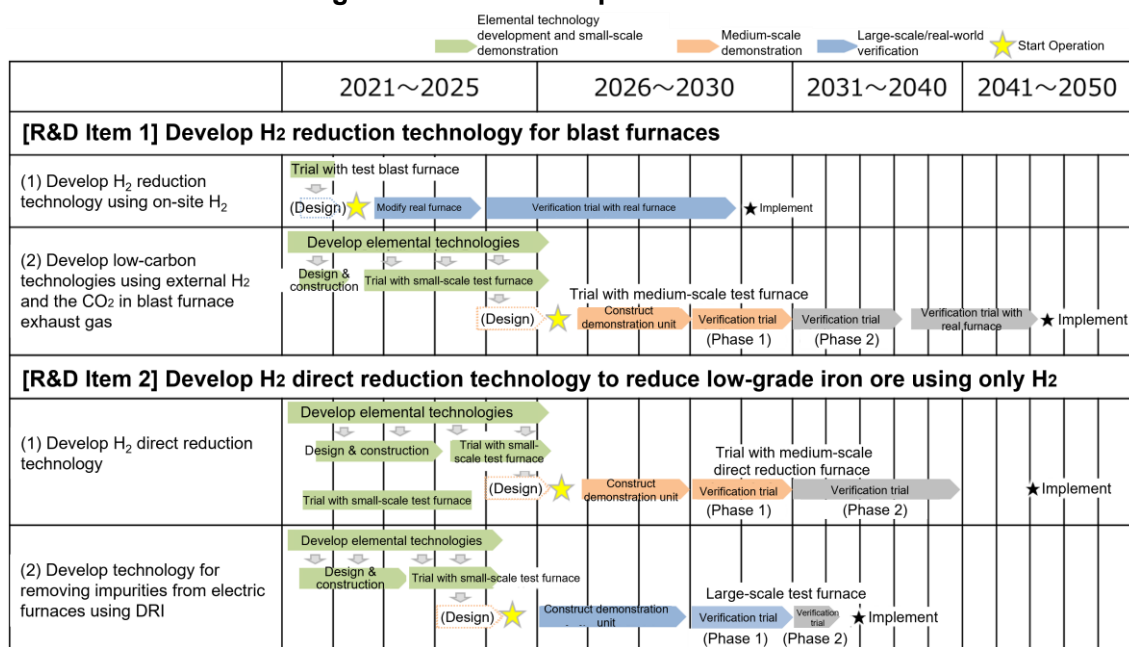 Elemental technology
development and small-scale
demonstration
Medium-scale
demonstration
Large-scale/real-world
verification
Start Operation
2021～2025
2026～2030
2031～2040
2041～2050
[R&D Item 1] Develop H2 reduction technology for blast furnaces
(1) Develop H2 reduction
technology using on-site H2
Trial with test blast furnace
(Design)
Modify real furnace
Verification trial with real furnace
★Implement
(2) Develop low-carbon
technologies using external H2
and the CO2 in blast furnace
exhaust gas
Develop elemental technologies
Design &
construction
Trial with small-scale test furnace
(Design)
Trial with medium-scale test furnace
Construct
demonstration unit
Verification trial
(Phase 1)
Verification trial
(Phase 2)
Verification trial with
real furnace
★Implement
[R&D Item 2] Develop H2 direct reduction technology to reduce low-grade iron ore using only H2
(1) Develop H2 direct reduction
technology
Develop elemental technologies
Design & construction
Trial with small-
scale test furnace
Trial with small-scale test furnace
(Design)
Trial with medium-scale
direct reduction furnace
Construct
demonstration unit
Verification trial
(Phase 1)
Verification trial
(Phase 2)
★Implement
(2) Develop technology for
removing impurities from electric
furnaces using DRI
Develop elemental technologies
Design &
construction
Trial with small-scale test furnace
(Design)
Large-scale test furnace
Construct demonstration
unit
Verification trial
(Phase 1)
Verification
trial
(Phase 2)
★Implement